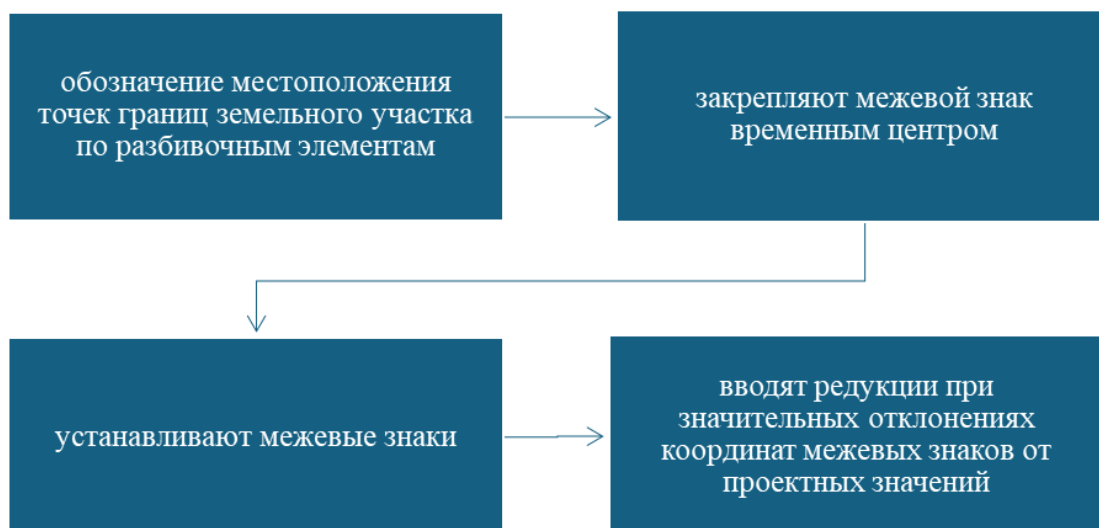 обозначение местоположения
точек границ земельного участка
по разбивочным элементам
закрепляют межевой знак
временным центром
устанавливают межевые знаки
вводят редукции при
значительных отклонениях
координат межевых знаков от
проектных значений